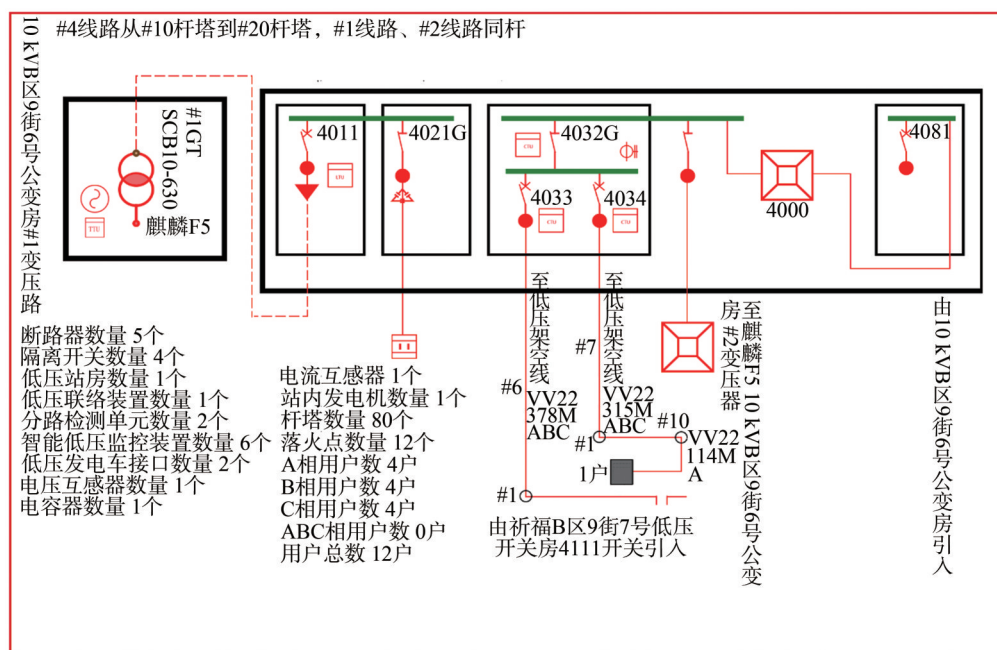 #4线路从#10杆塔到#20杆塔，#1线路、#2线路同杆
10 kVB区9街6号公变房#1变压路
#1GT
SCB10-630
麒麟F5
TTU
4011
LTU
4021G
4032G
4033
4034
4000
4081
至低压架空线
#6
VV22
378M
ABC
#1
至低压架空线
#7
VV22
315M
ABC
#1
#10
VV22
114M
A
1户
由祈福B区9街7号低压
开关房4111开关引入
至麒麟F5 10 kVB区9街6号公变
房 #2变压器
由10 kVB区9街6号公变房引入
断路器数量 5个
隔离开关数量 4个
低压站房数量 1个
低压联络装置数量 1个
分路检测单元数量 2个
智能低压监控装置数量 6个
低压发电车接口数量 2个
电压互感器数量 1个
电容器数量 1个
电流互感器 1个
站内发电机数量 1个
杆塔数量 80个
落火点数量 12个
A相用户数 4户
B相用户数 4户
C相用户数 4户
ABC相用户数 0户
用户总数 12户